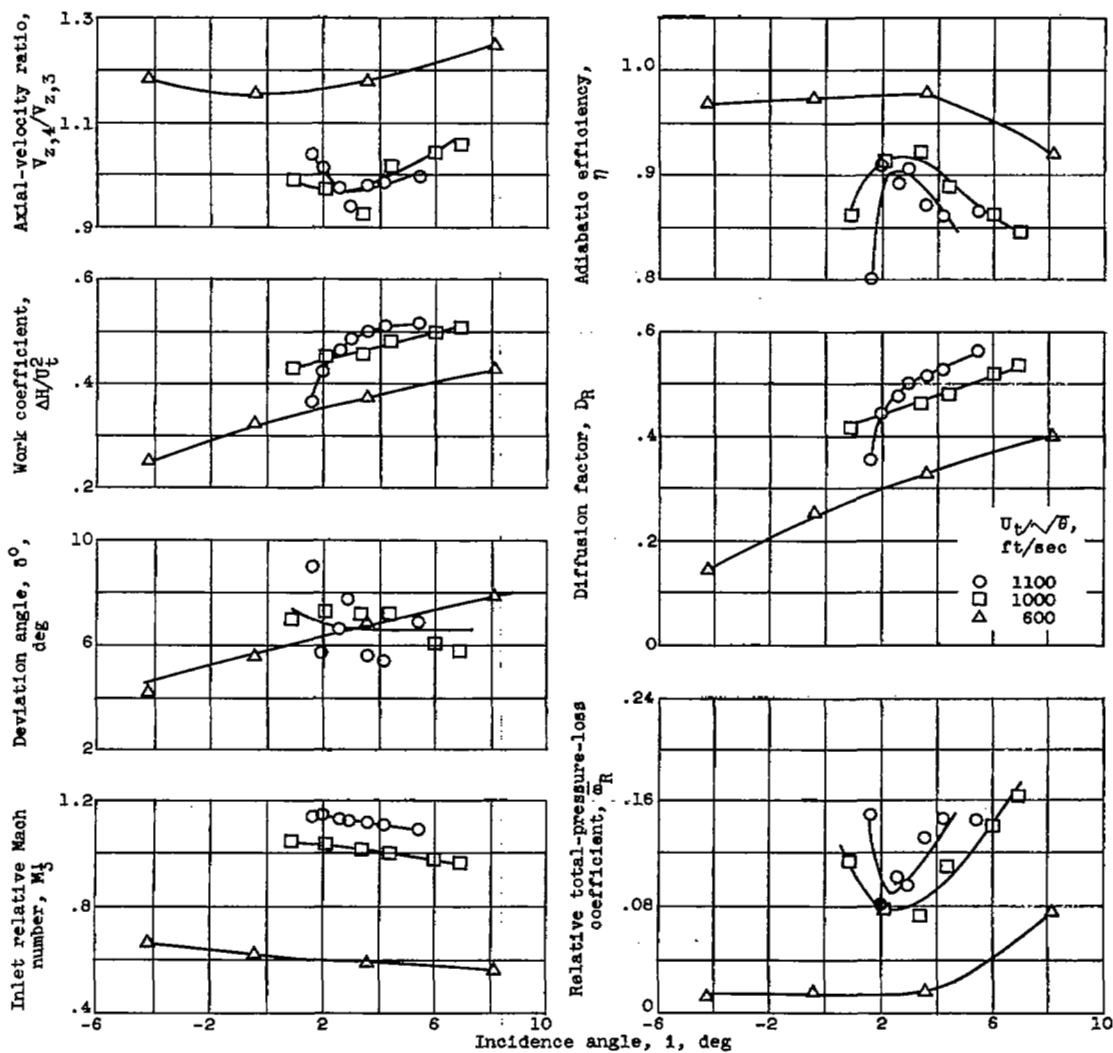 Axial-velocity ratio,
V_z,4/V_z,3
1.3
1.1
.9
Work coefficient,
ΔH/U_t^2
.6
.4
.2
Deviation angle, δ°,
deg
10
6
2
Inlet relative Mach
number, M'_3
1.2
.8
.4
-6
-2
2
6
10
Adiabatic efficiency,
η
1.0
.9
.8
Diffusion factor, D_R
.6
.4
.2
0
U_t/√θ,
ft/sec
○ 1100
□ 1000
△ 600
Relative total-pressure-loss
coefficient, ω̄_R
.24
.16
.08
0
-6
-2
2
6
10
Incidence angle, i, deg